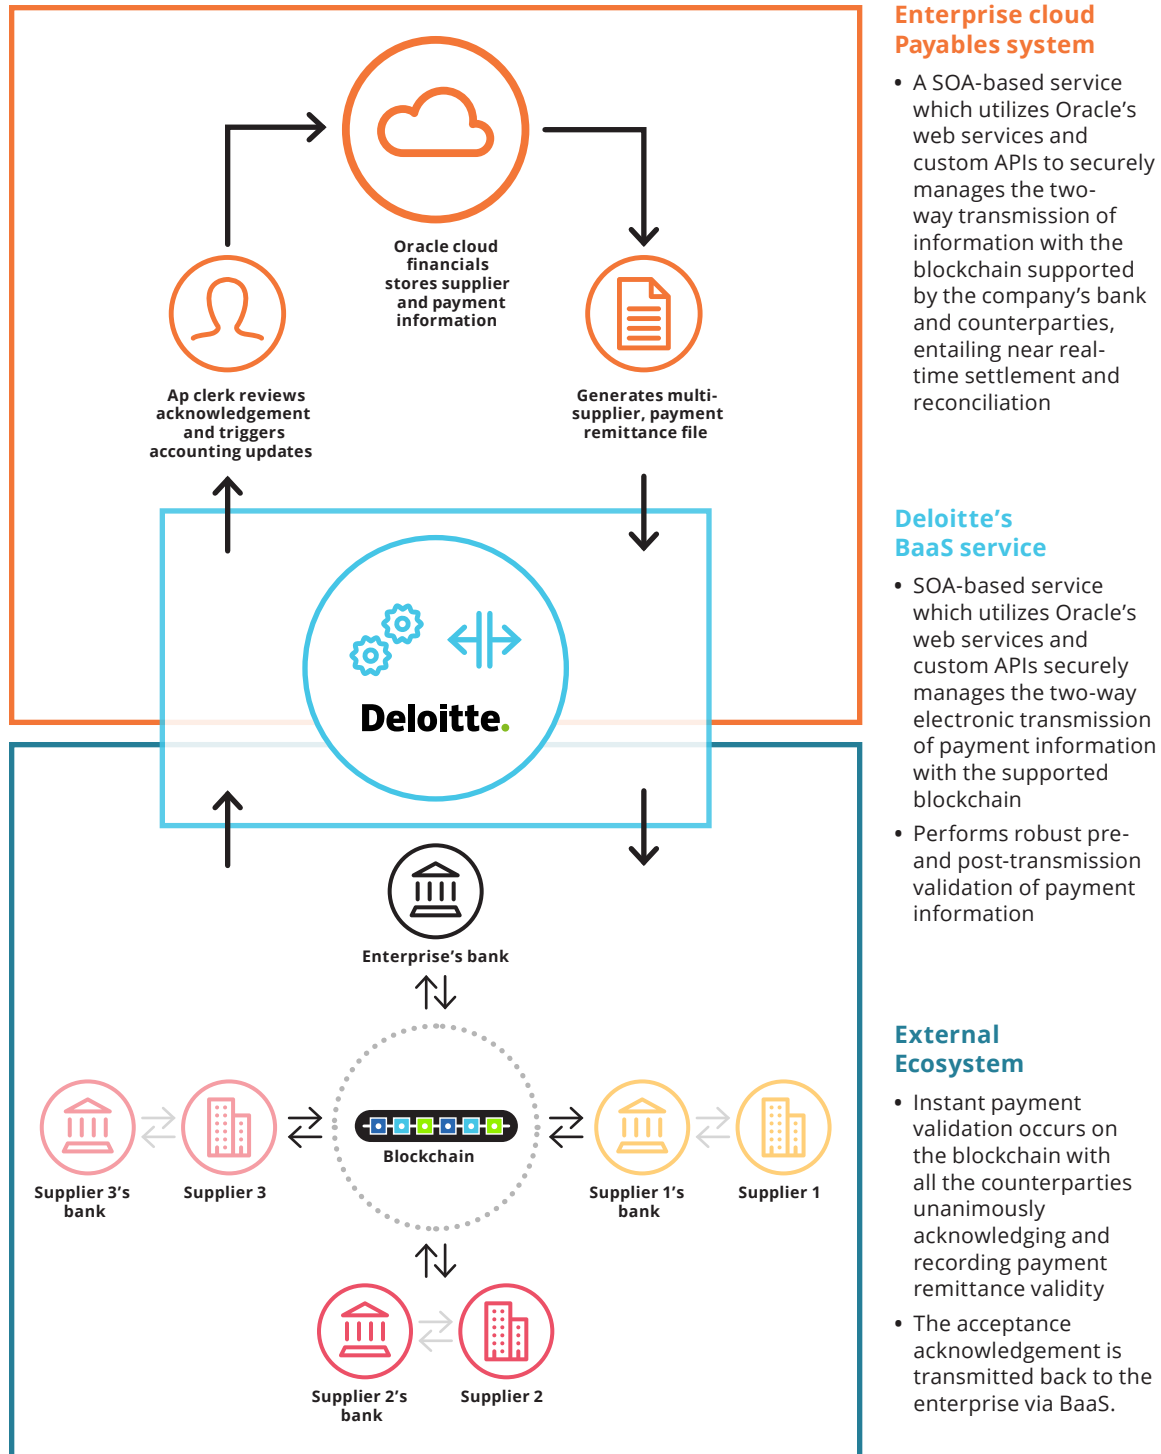 Enterprise cloud
Payables system
• A SOA-based service
which utilizes Oracle's
web services and
custom APIs to securely
manages the two-
way transmission of
information with the
blockchain supported
by the company's bank
and counterparties,
entailing near real-
time settlement and
reconciliation
Oracle cloud
financials
stores supplier
and payment
information
Ap clerk reviews
acknowledgement
and triggers
accounting updates
Generates multi-
supplier, payment
remittance file
Deloitte's
BaaS service
• SOA-based service
which utilizes Oracle's
web services and
custom APIs securely
manages the two-way
electronic transmission
of payment information
with the supported
blockchain
• Performs robust pre-
and post-transmission
validation of payment
information
Deloitte.
Enterprise's bank
External
Ecosystem
• Instant payment
validation occurs on
the blockchain with
all the counterparties
unanimously
acknowledging and
recording payment
remittance validity
• The acceptance
acknowledgement is
transmitted back to the
enterprise via BaaS.
Blockchain
Supplier 3's
bank
Supplier 3
Supplier 1's
bank
Supplier 1
Supplier 2's
bank
Supplier 2